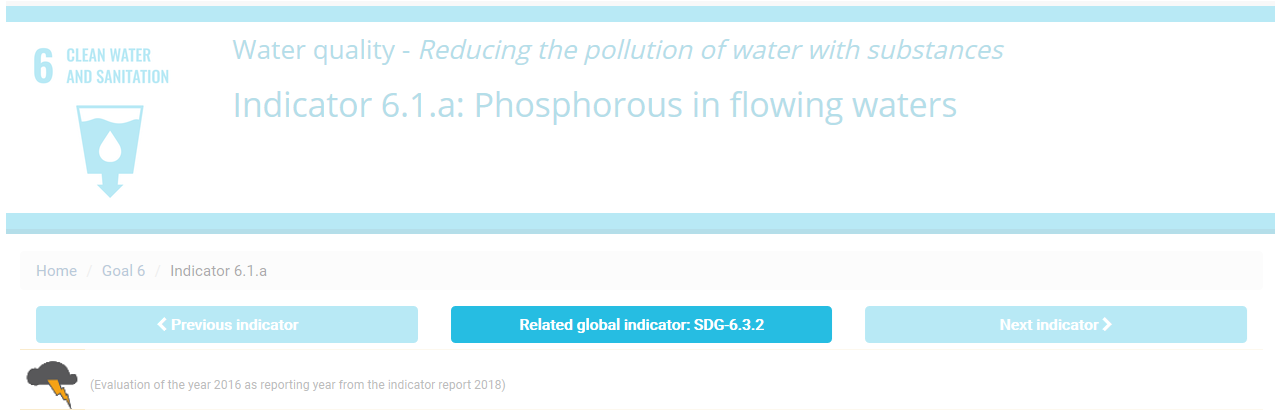 6 CLEAN WATER
AND SANITATION
Water quality - Reducing the pollution of water with substances
Indicator 6.1.a: Phosphorous in flowing waters
Home / Goal 6 / Indicator 6.1.a
Previous indicator
Related global indicator: SDG-6.3.2
Next indicator
(Evaluation of the year 2016 as reporting year from the indicator report 2018)